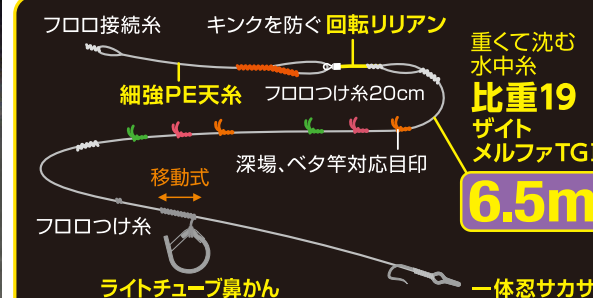 フロロ接続糸
キンクを防ぐ 回転リリアン
細強PE天糸
フロロつけ糸20cm
重くて沈む
水中糸
比重19
ザイト
メルファTG
6.5m
深場、ベタ竿対応目印
移動式
フロロつけ糸
ライトチューブ鼻かん
一体忍サカサ